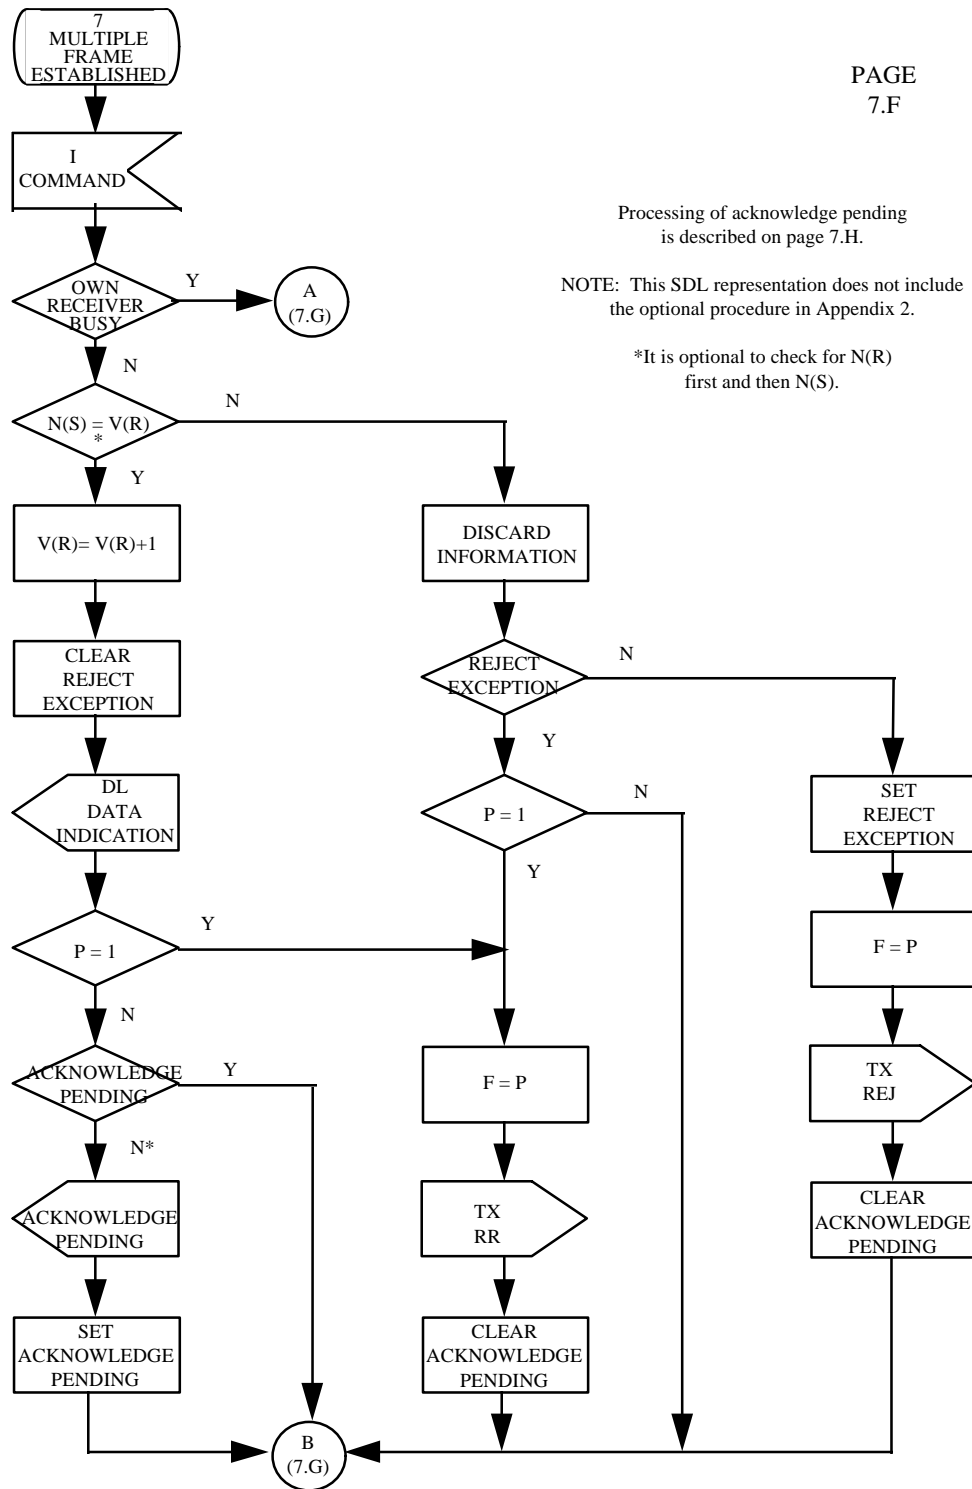 7
MULTIPLE
FRAME
ESTABLISHED
PAGE
7.F
I
COMMAND
Processing of acknowledge pending
is described on page 7.H.
NOTE:  This SDL representation does not include
the optional procedure in Appendix 2.
*It is optional to check for N(R)
first and then N(S).
OWN
RECEIVER
BUSY
Y
A
(7.G)
N
N(S) = V(R)
*
N
Y
V(R)= V(R)+1
DISCARD
INFORMATION
CLEAR
REJECT
EXCEPTION
REJECT
EXCEPTION
N
Y
DL
DATA
INDICATION
P = 1
N
Y
SET
REJECT
EXCEPTION
P = 1
Y
N
F = P
ACKNOWLEDGE
PENDING
Y
N*
F = P
TX
REJ
ACKNOWLEDGE
PENDING
TX
RR
CLEAR
ACKNOWLEDGE
PENDING
SET
ACKNOWLEDGE
PENDING
CLEAR
ACKNOWLEDGE
PENDING
B
(7.G)